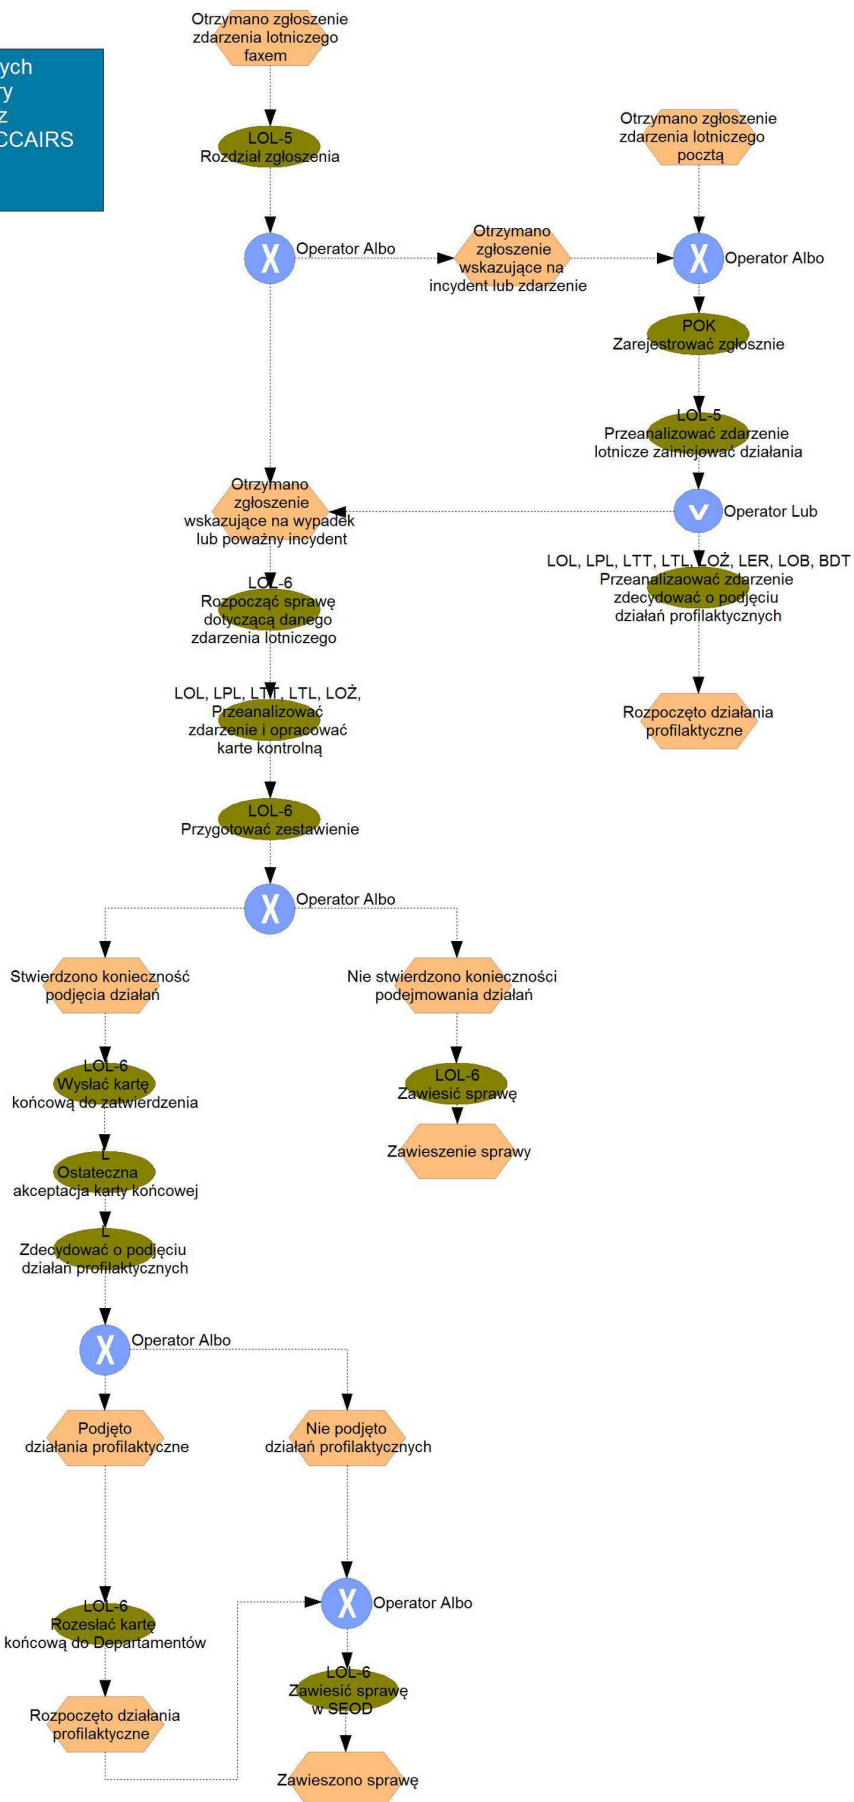 Otrzymano zgłoszenie
zdarzenia lotniczego
faxem
ych
ry
z
CCAIRS
LOL-5
Rozdział zgłoszenia
Otrzymano zgłoszenie
zdarzenia lotniczego
pocztą
Operator Albo
Otrzymano
zgłoszenie
wskazujące na
incydent lub zdarzenie
Operator Albo
POK
Zarejestrować zgłosznie
LOL-5
Przeanalizować zdarzenie
lotnicze zainicjować działania
Otrzymano
zgłoszenie
wskazujące na wypadek
lub poważny incydent
Operator Lub
LOL, LPL, LTT, LTL, LOŻ, LER, LOB, BDT
Przeanalizaować zdarzenie
zdecydować o podjęciu
działań profilaktycznych
LOL-6
Rozpocząć sprawę
dotyczącą danego
zdarzenia lotniczego
LOL, LPL, LTT, LTL, LOŻ,
Przeanalizować
zdarzenie i opracować
karte kontrolną
Rozpoczęto działania
profilaktyczne
LOL-6
Przygotować zestawienie
Operator Albo
Stwierdzono konieczność
podjęcia działań
Nie stwierdzono konieczności
podejmowania działań
LOL-6
Wysłać kartę
końcową do zatwierdzenia
LOL-6
Zawiesić sprawę
Zawieszenie sprawy
L
Ostateczna
akceptacja karty końcowej
L
Zdecydować o podjęciu
działań profilaktycznych
Operator Albo
Podjęto
działania profilaktyczne
Nie podjęto
działań profilaktycznych
LOL-6
Rozesłać kartę
końcową do Departamentów
Operator Albo
LOL-6
Zawiesić sprawę
w SEOD
Rozpoczęto działania
profilaktyczne
Zawieszono sprawę